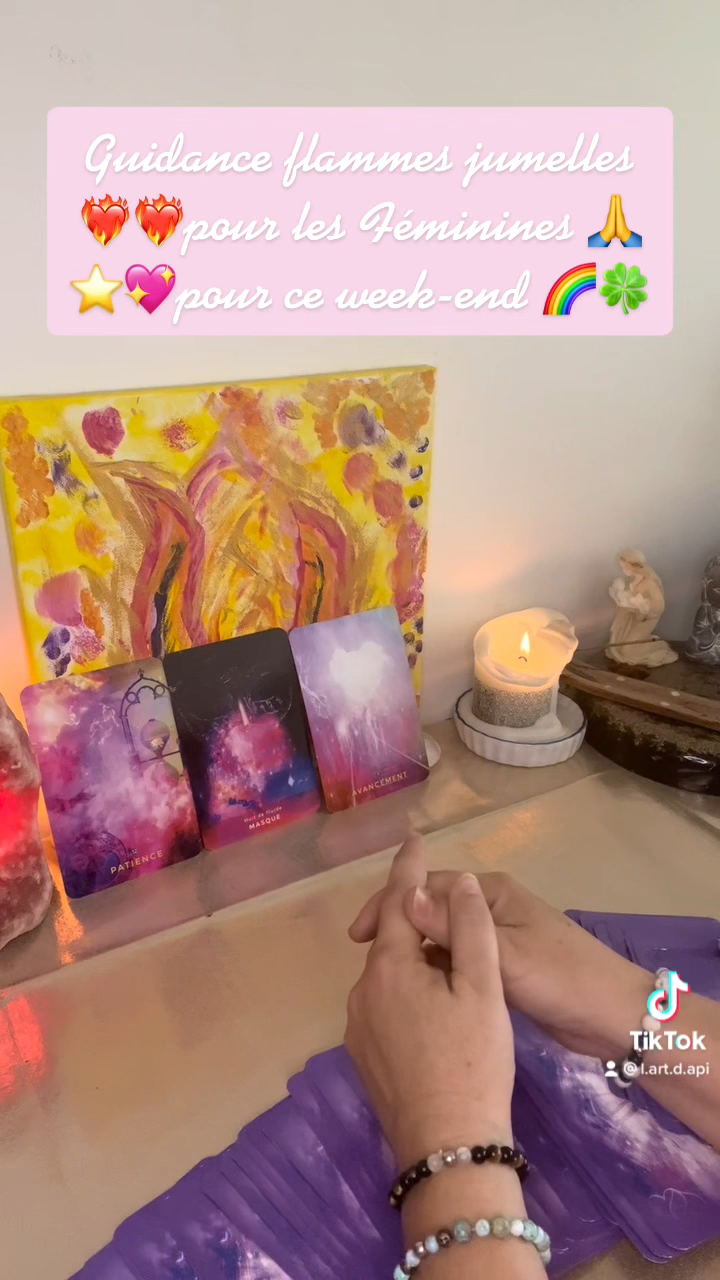 Guidance flammes jumelles
❤️‍🔥❤️‍🔥pour les Féminines 🙏
⭐💖pour ce week-end 🌈🍀
PATIENCE
MASQUE
AVANCEMENT
TikTok
@l.art.d.api